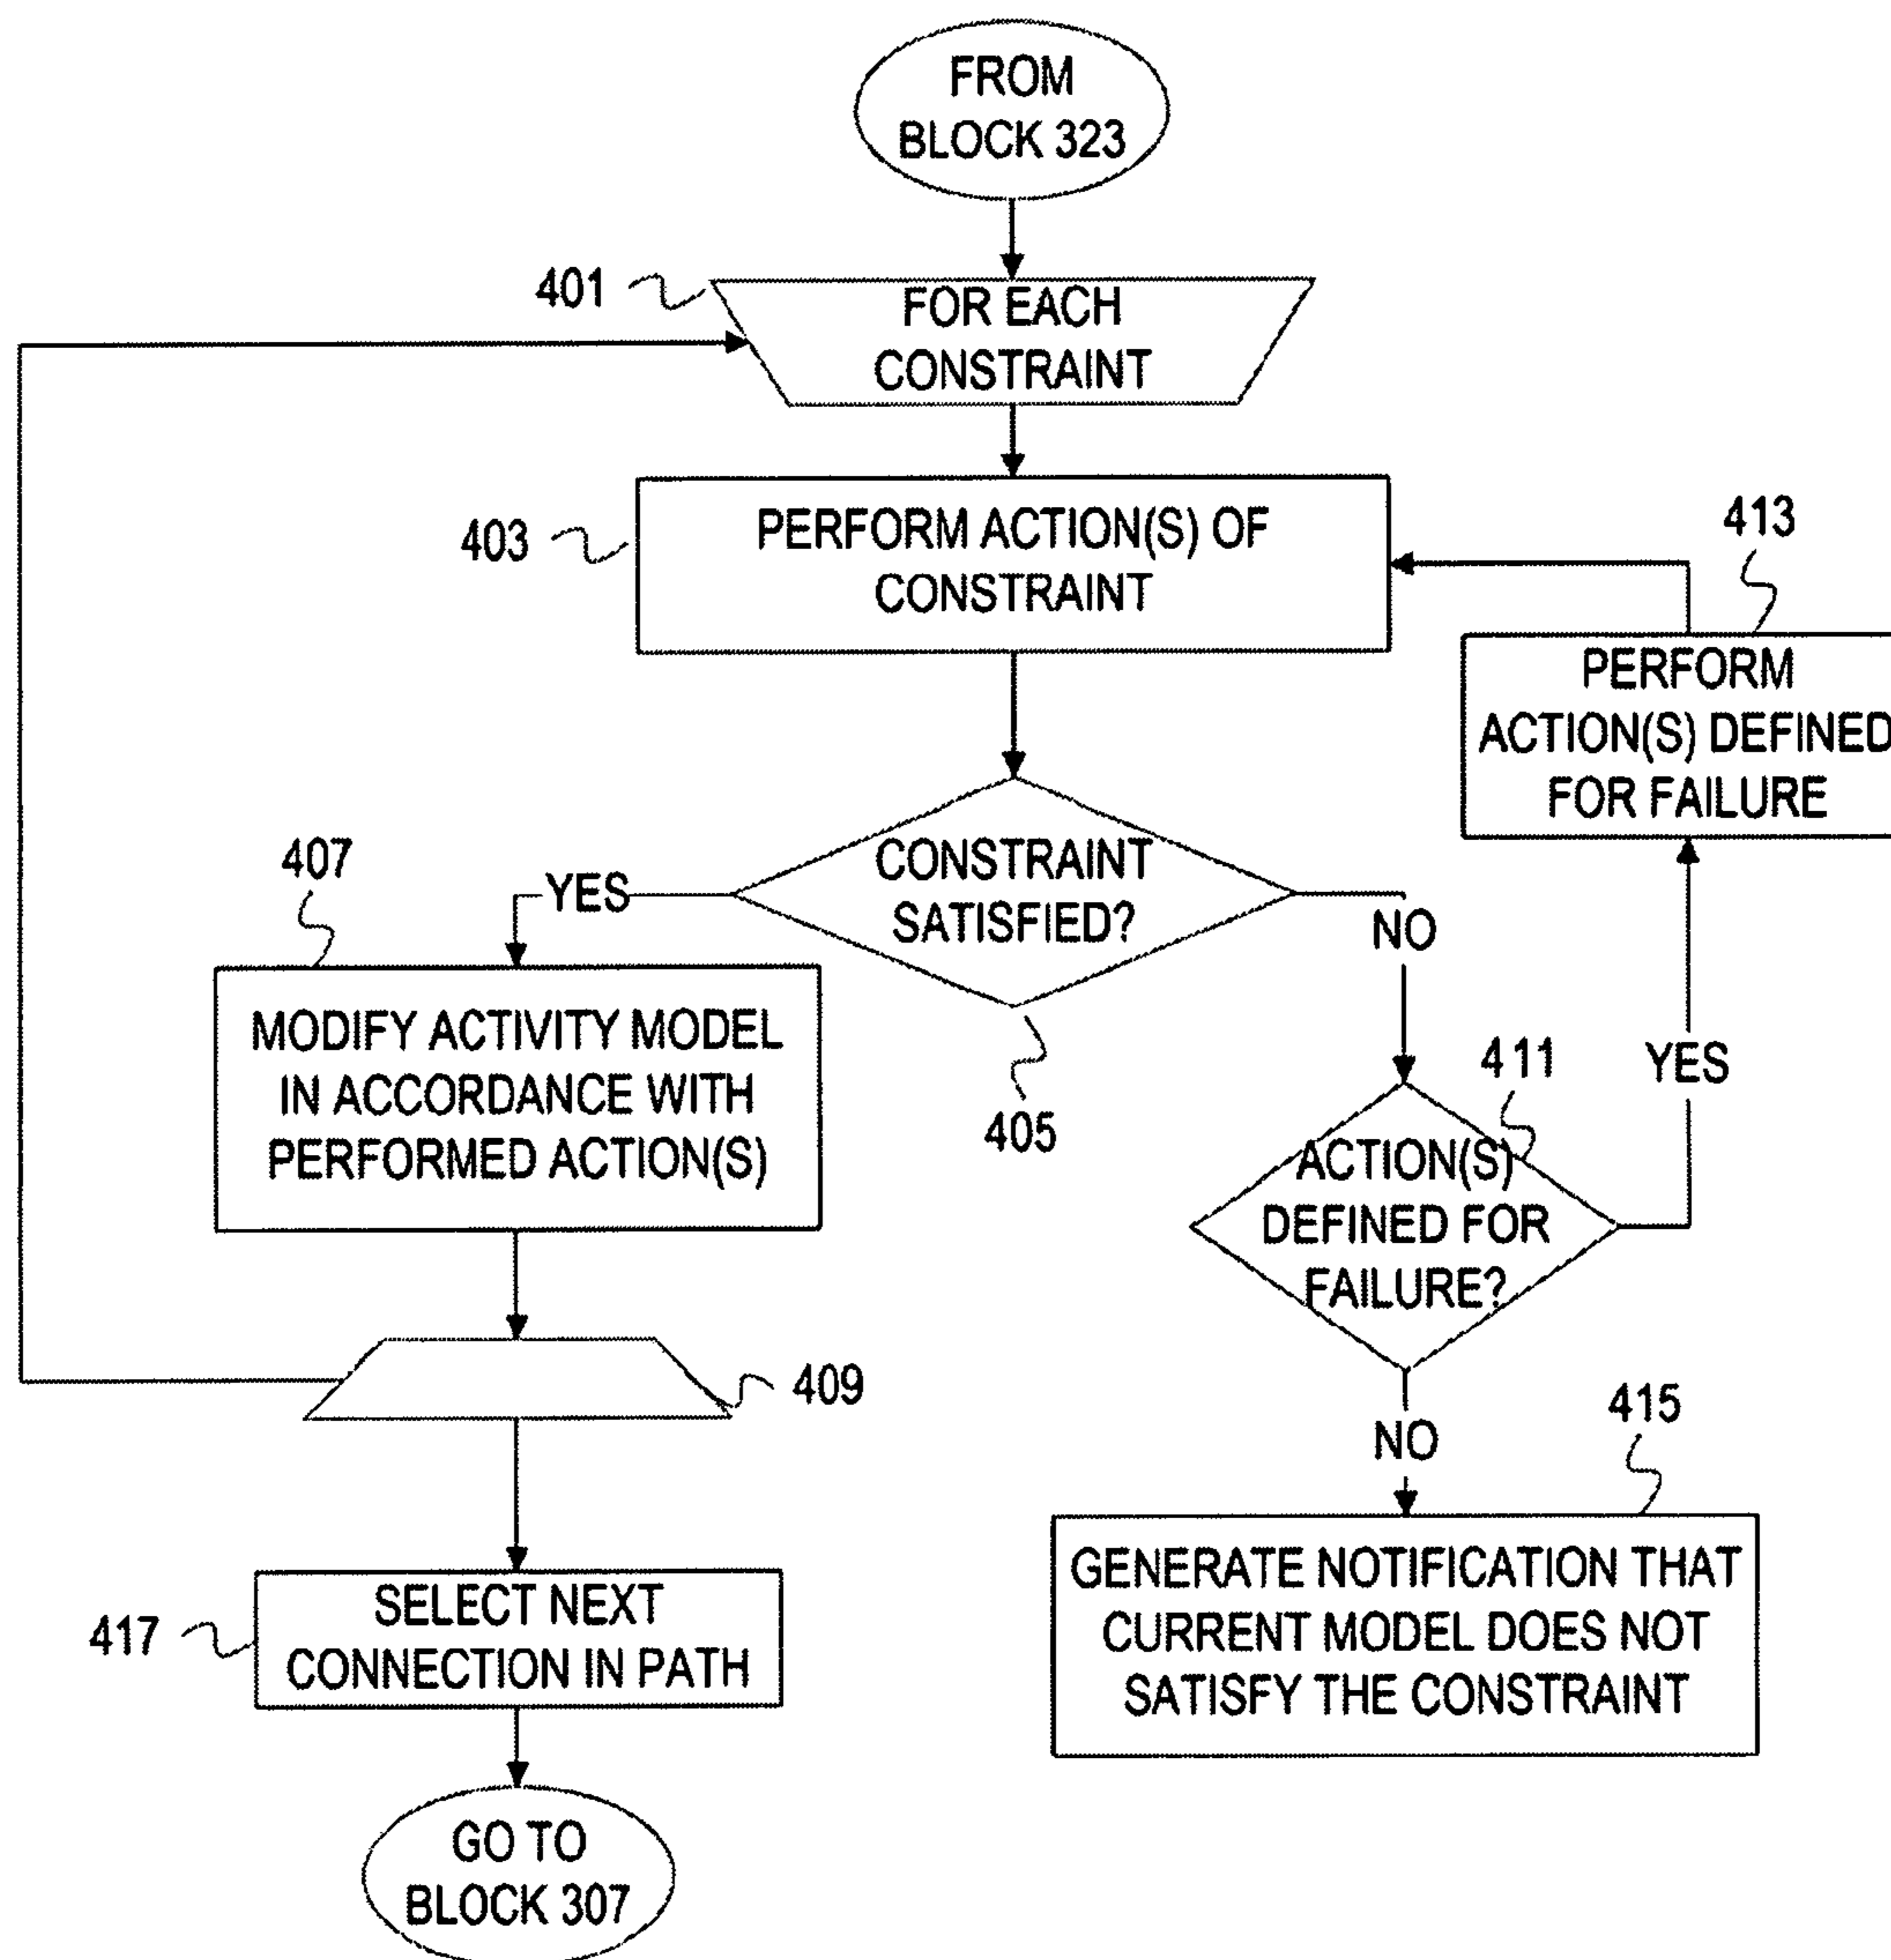 FROM
BLOCK 323
401
FOR EACH
CONSTRAINT
403
PERFORM ACTION(S) OF
CONSTRAINT
413
PERFORM
ACTION(S) DEFINED
FOR FAILURE
407
YES
CONSTRAINT
SATISFIED?
NO
405
MODIFY ACTIVITY MODEL
IN ACCORDANCE WITH
PERFORMED ACTION(S)
411
YES
ACTION(S)
DEFINED FOR
FAILURE?
409
NO
415
GENERATE NOTIFICATION THAT
CURRENT MODEL DOES NOT
SATISFY THE CONSTRAINT
417
SELECT NEXT
CONNECTION IN PATH
GO TO
BLOCK 307